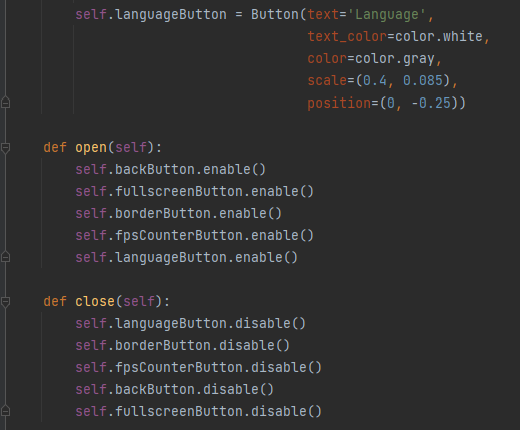 self.languageButton = Button(text='Language',
text_color=color.white,
color=color.gray,
scale=(0.4, 0.085),
position=(0, -0.25))
def open(self):
self.backButton.enable()
self.fullscreenButton.enable()
self.borderButton.enable()
self.fpsCounterButton.enable()
self.languageButton.enable()
def close(self):
self.languageButton.disable()
self.borderButton.disable()
self.fpsCounterButton.disable()
self.backButton.disable()
self.fullscreenButton.disable()